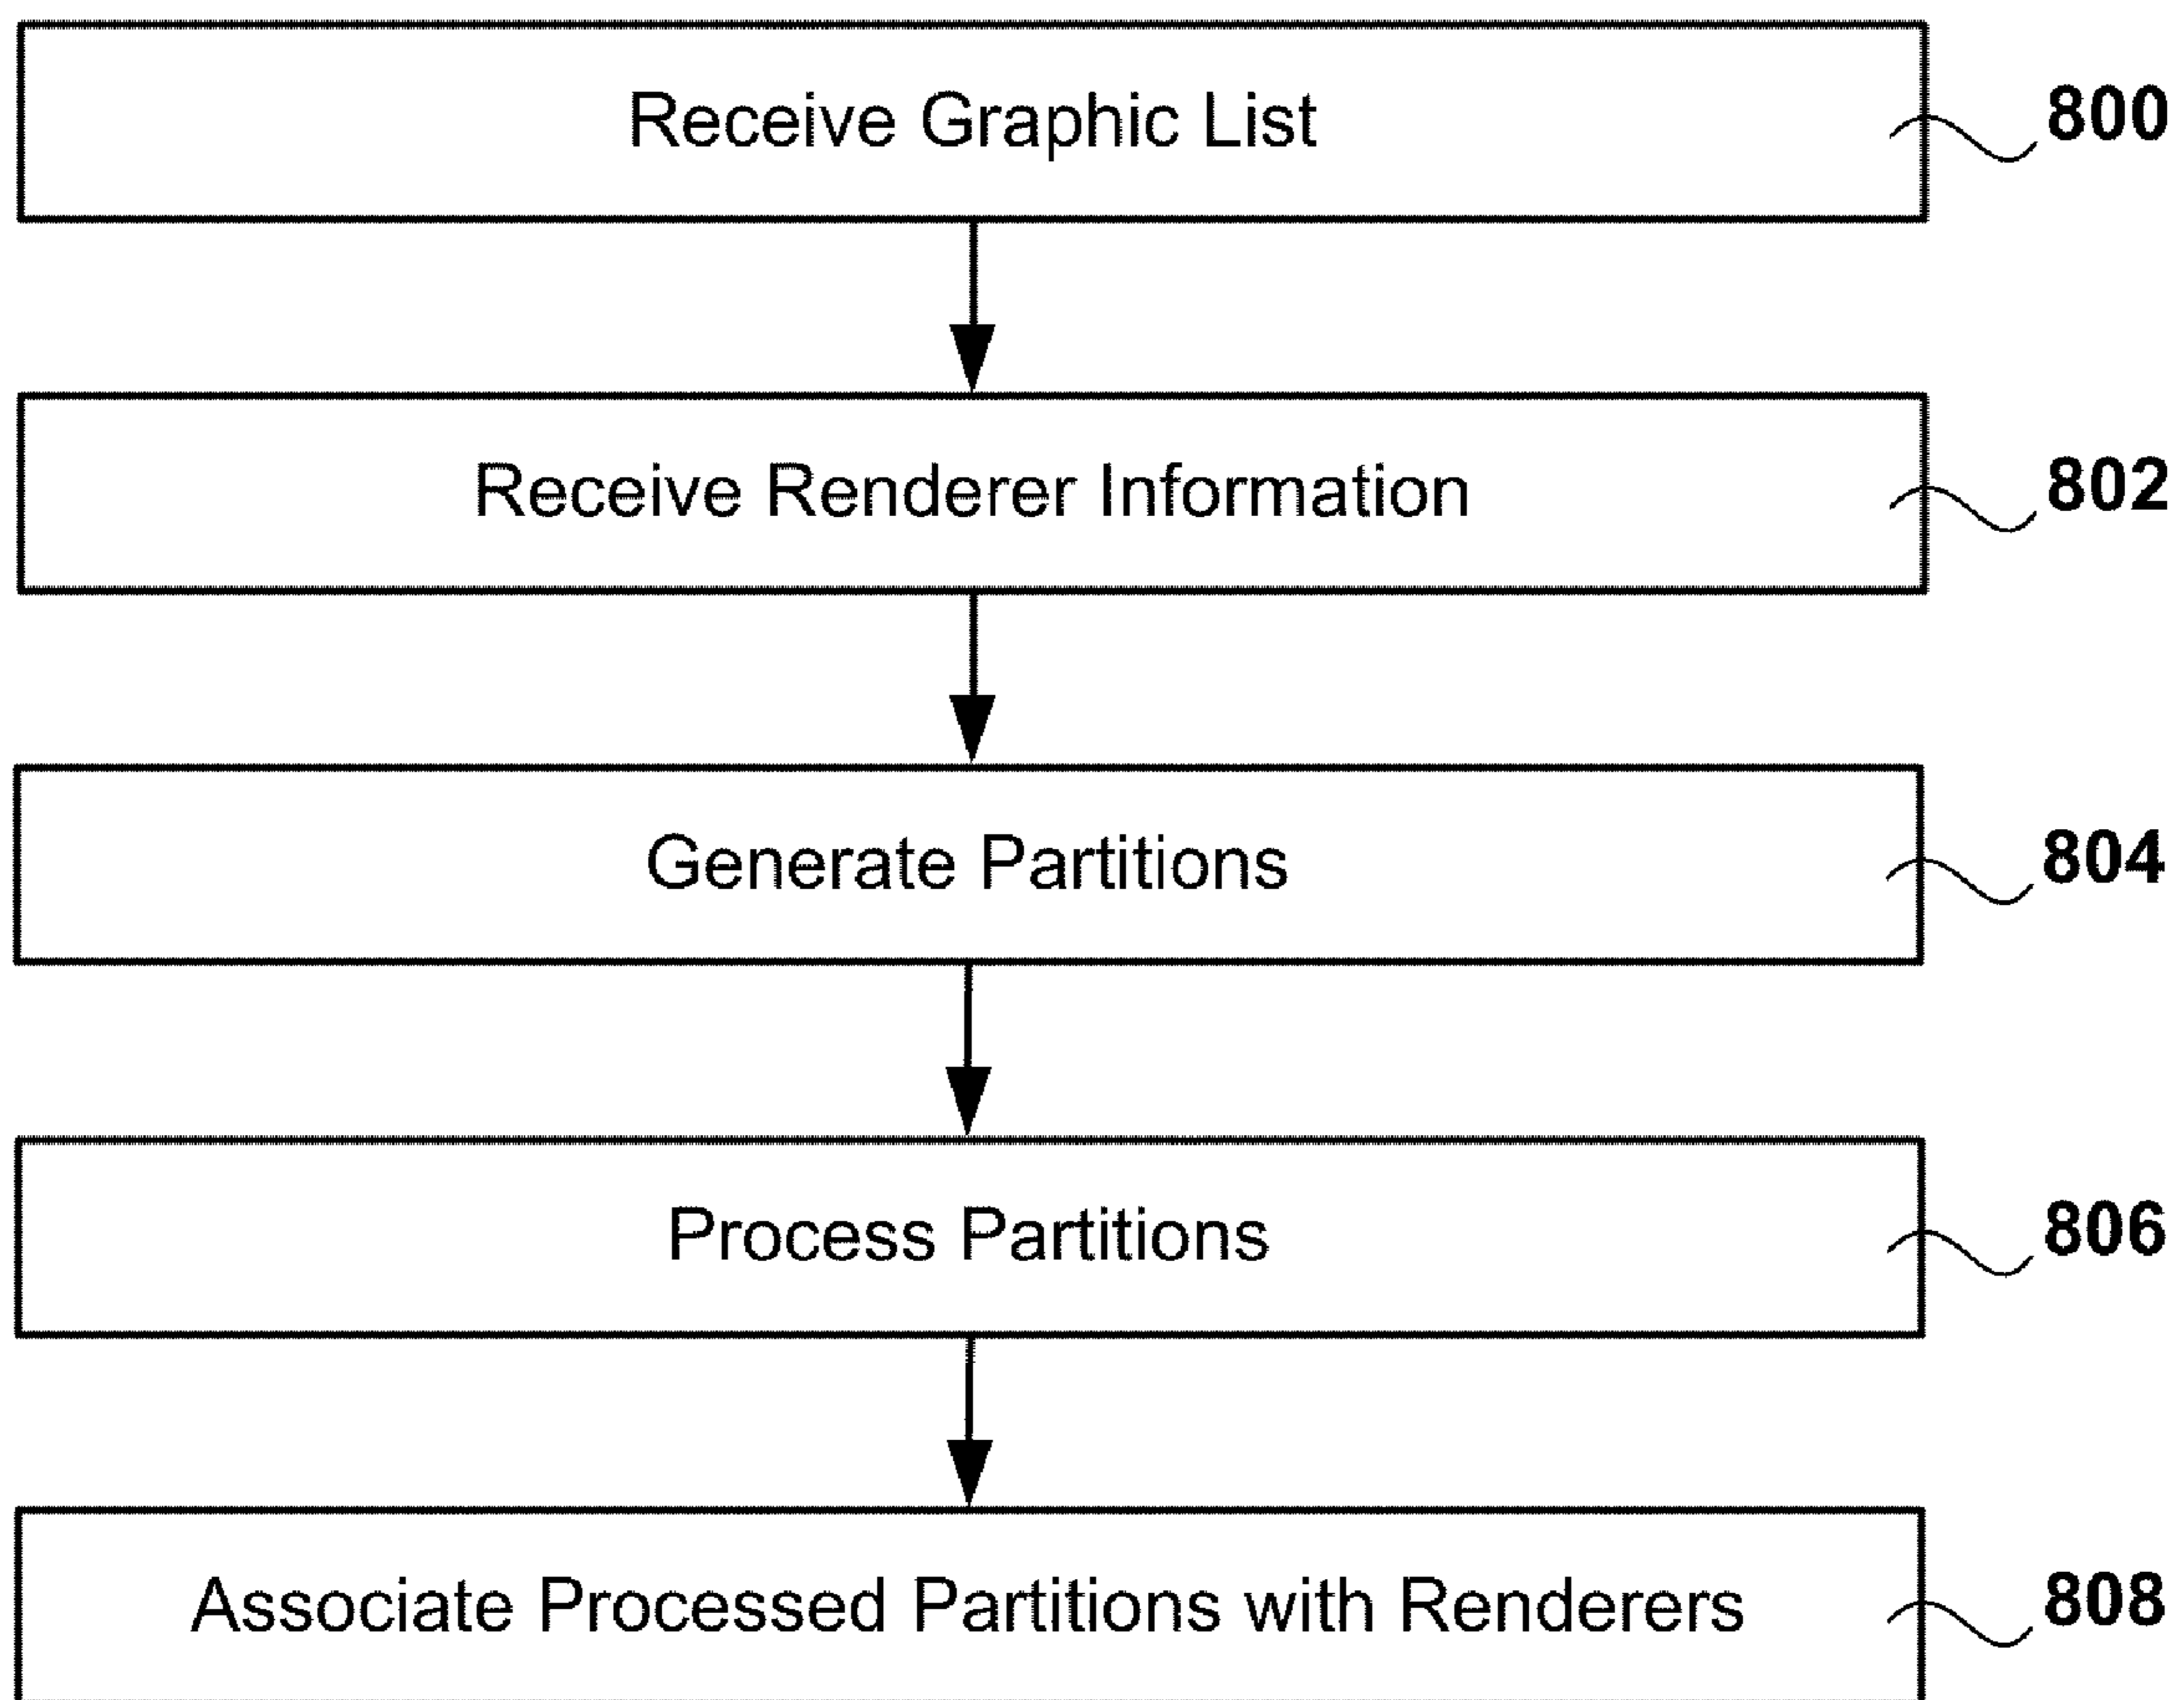 Receive Graphic List
800
Receive Renderer Information
802
Generate Partitions
804
Process Partitions
806
Associate Processed Partitions with Renderers
808